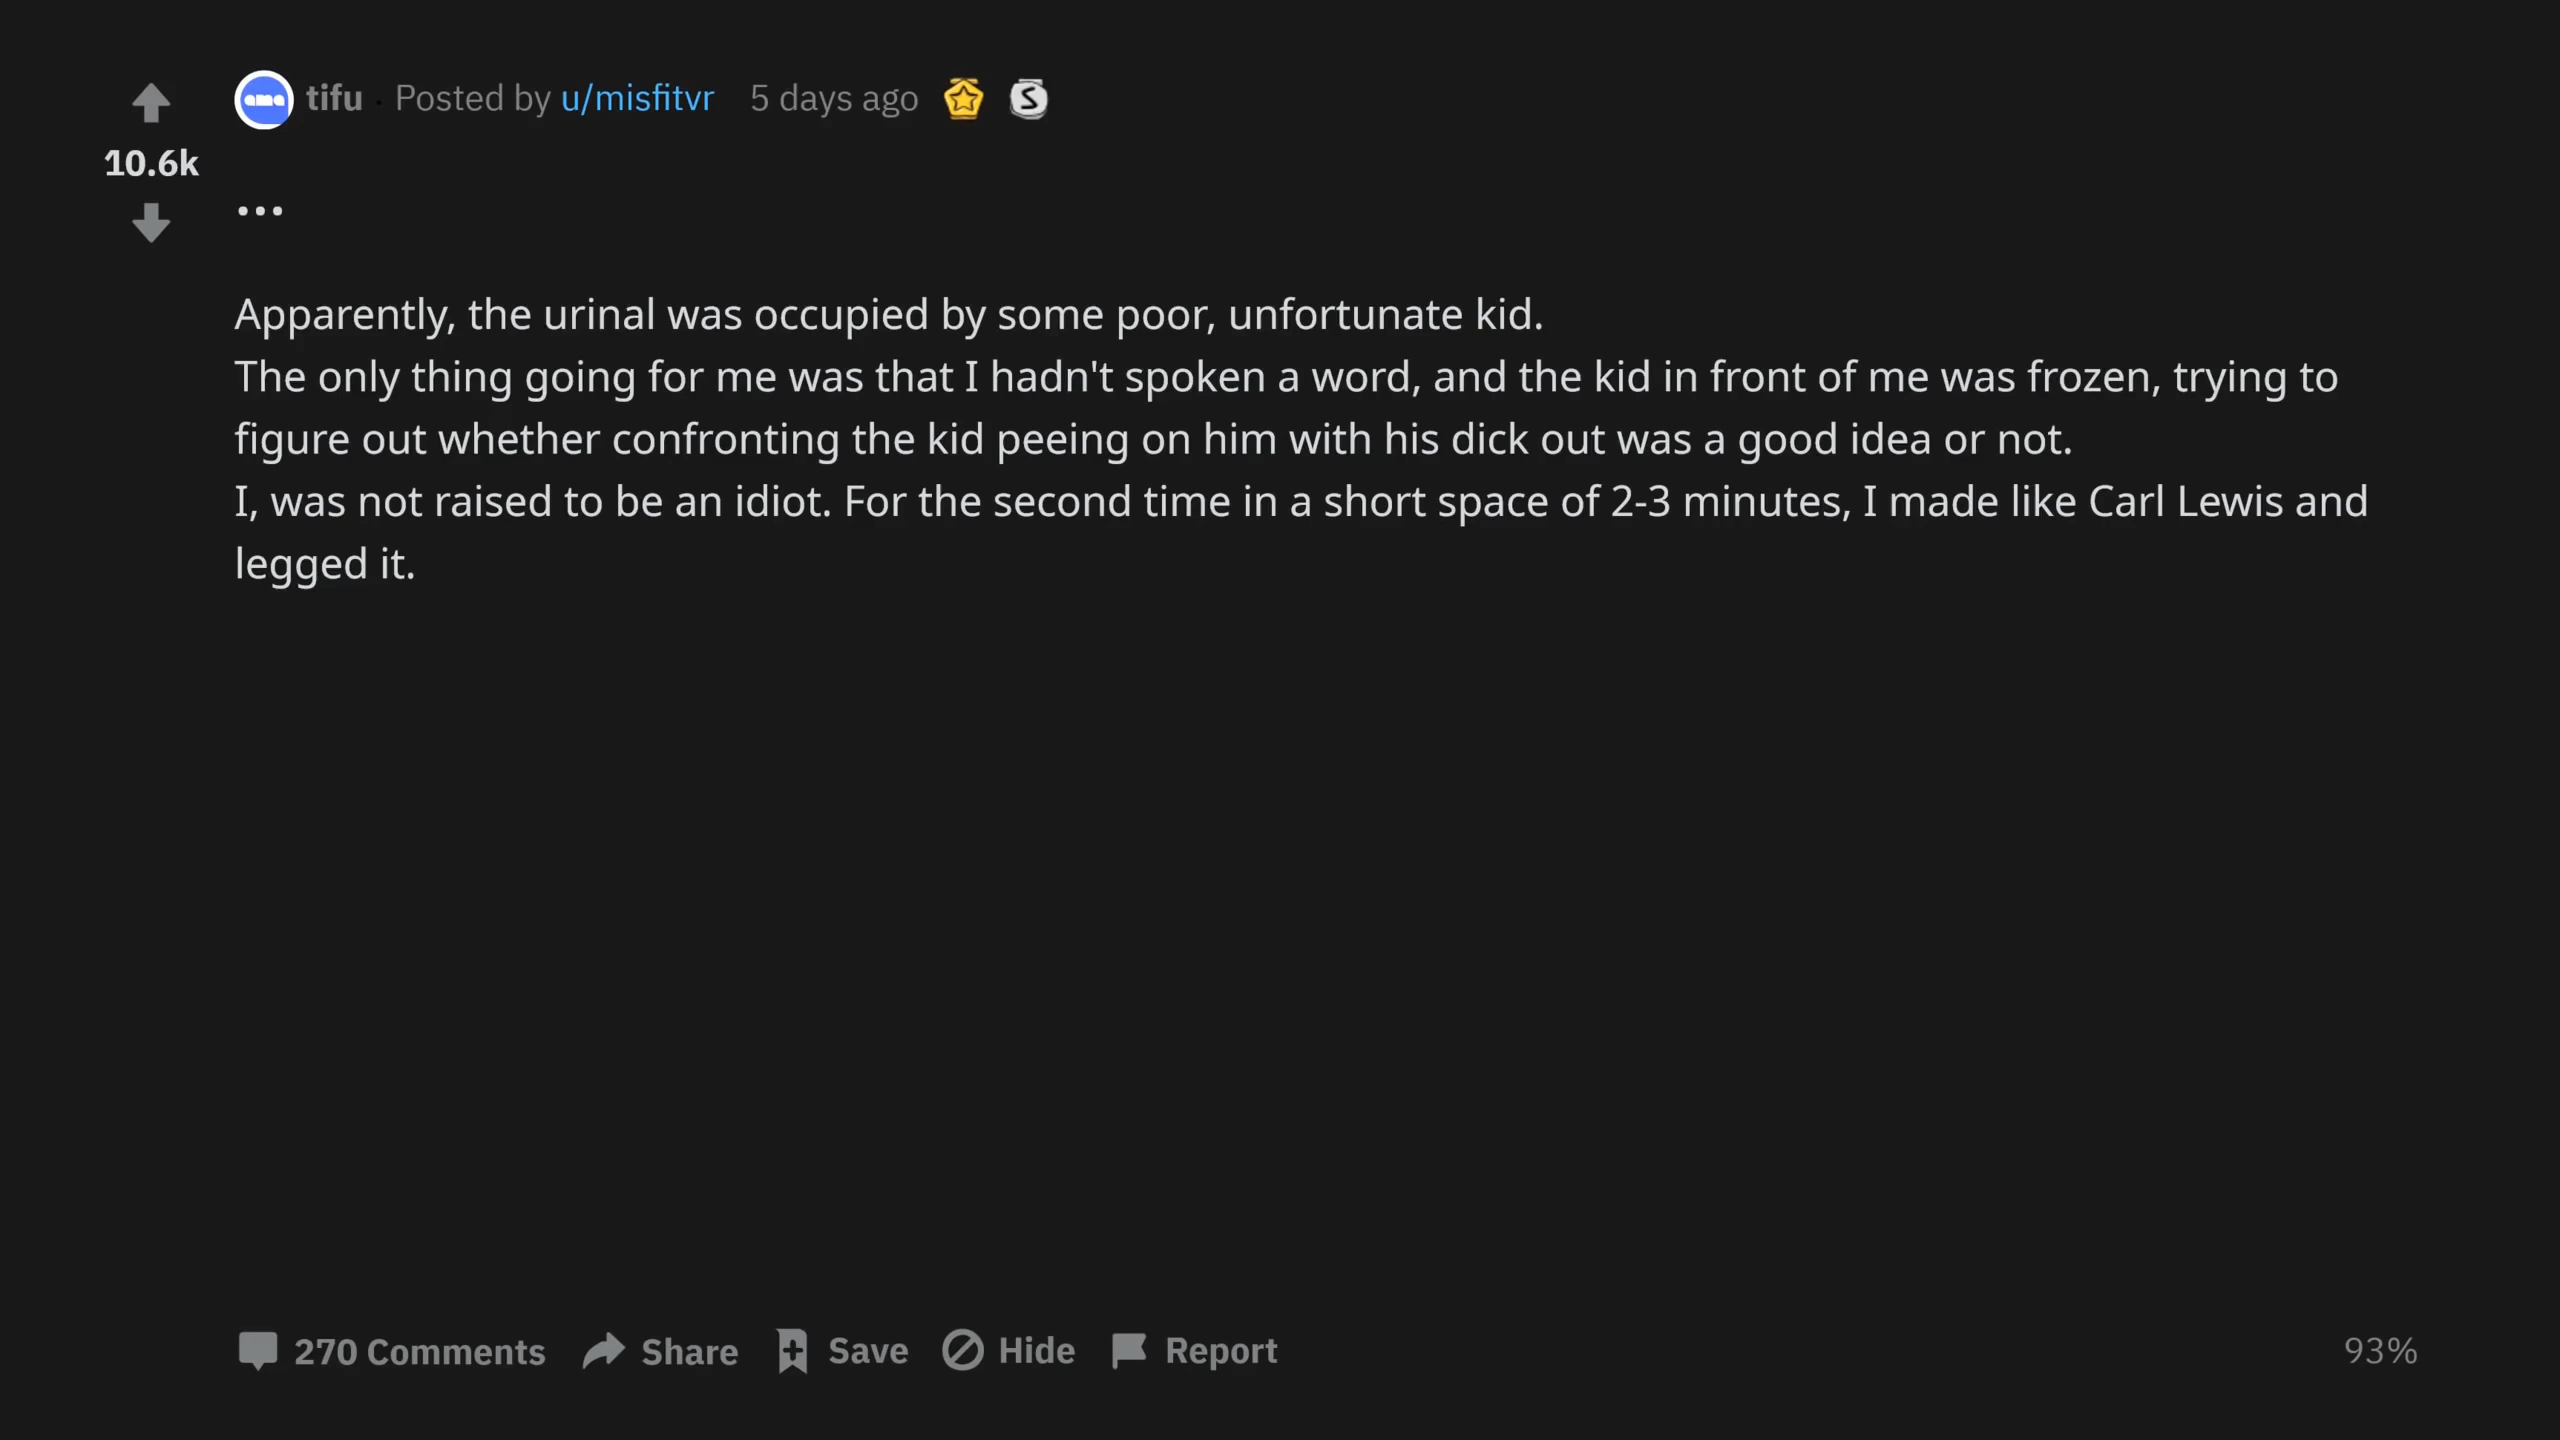 tifu · Posted by u/misfitvr 5 days ago
10.6k
...
Apparently, the urinal was occupied by some poor, unfortunate kid.
The only thing going for me was that I hadn't spoken a word, and the kid in front of me was frozen, trying to
figure out whether confronting the kid peeing on him with his dick out was a good idea or not.
I, was not raised to be an idiot. For the second time in a short space of 2-3 minutes, I made like Carl Lewis and
legged it.
270 Comments Share Save Hide Report 93%